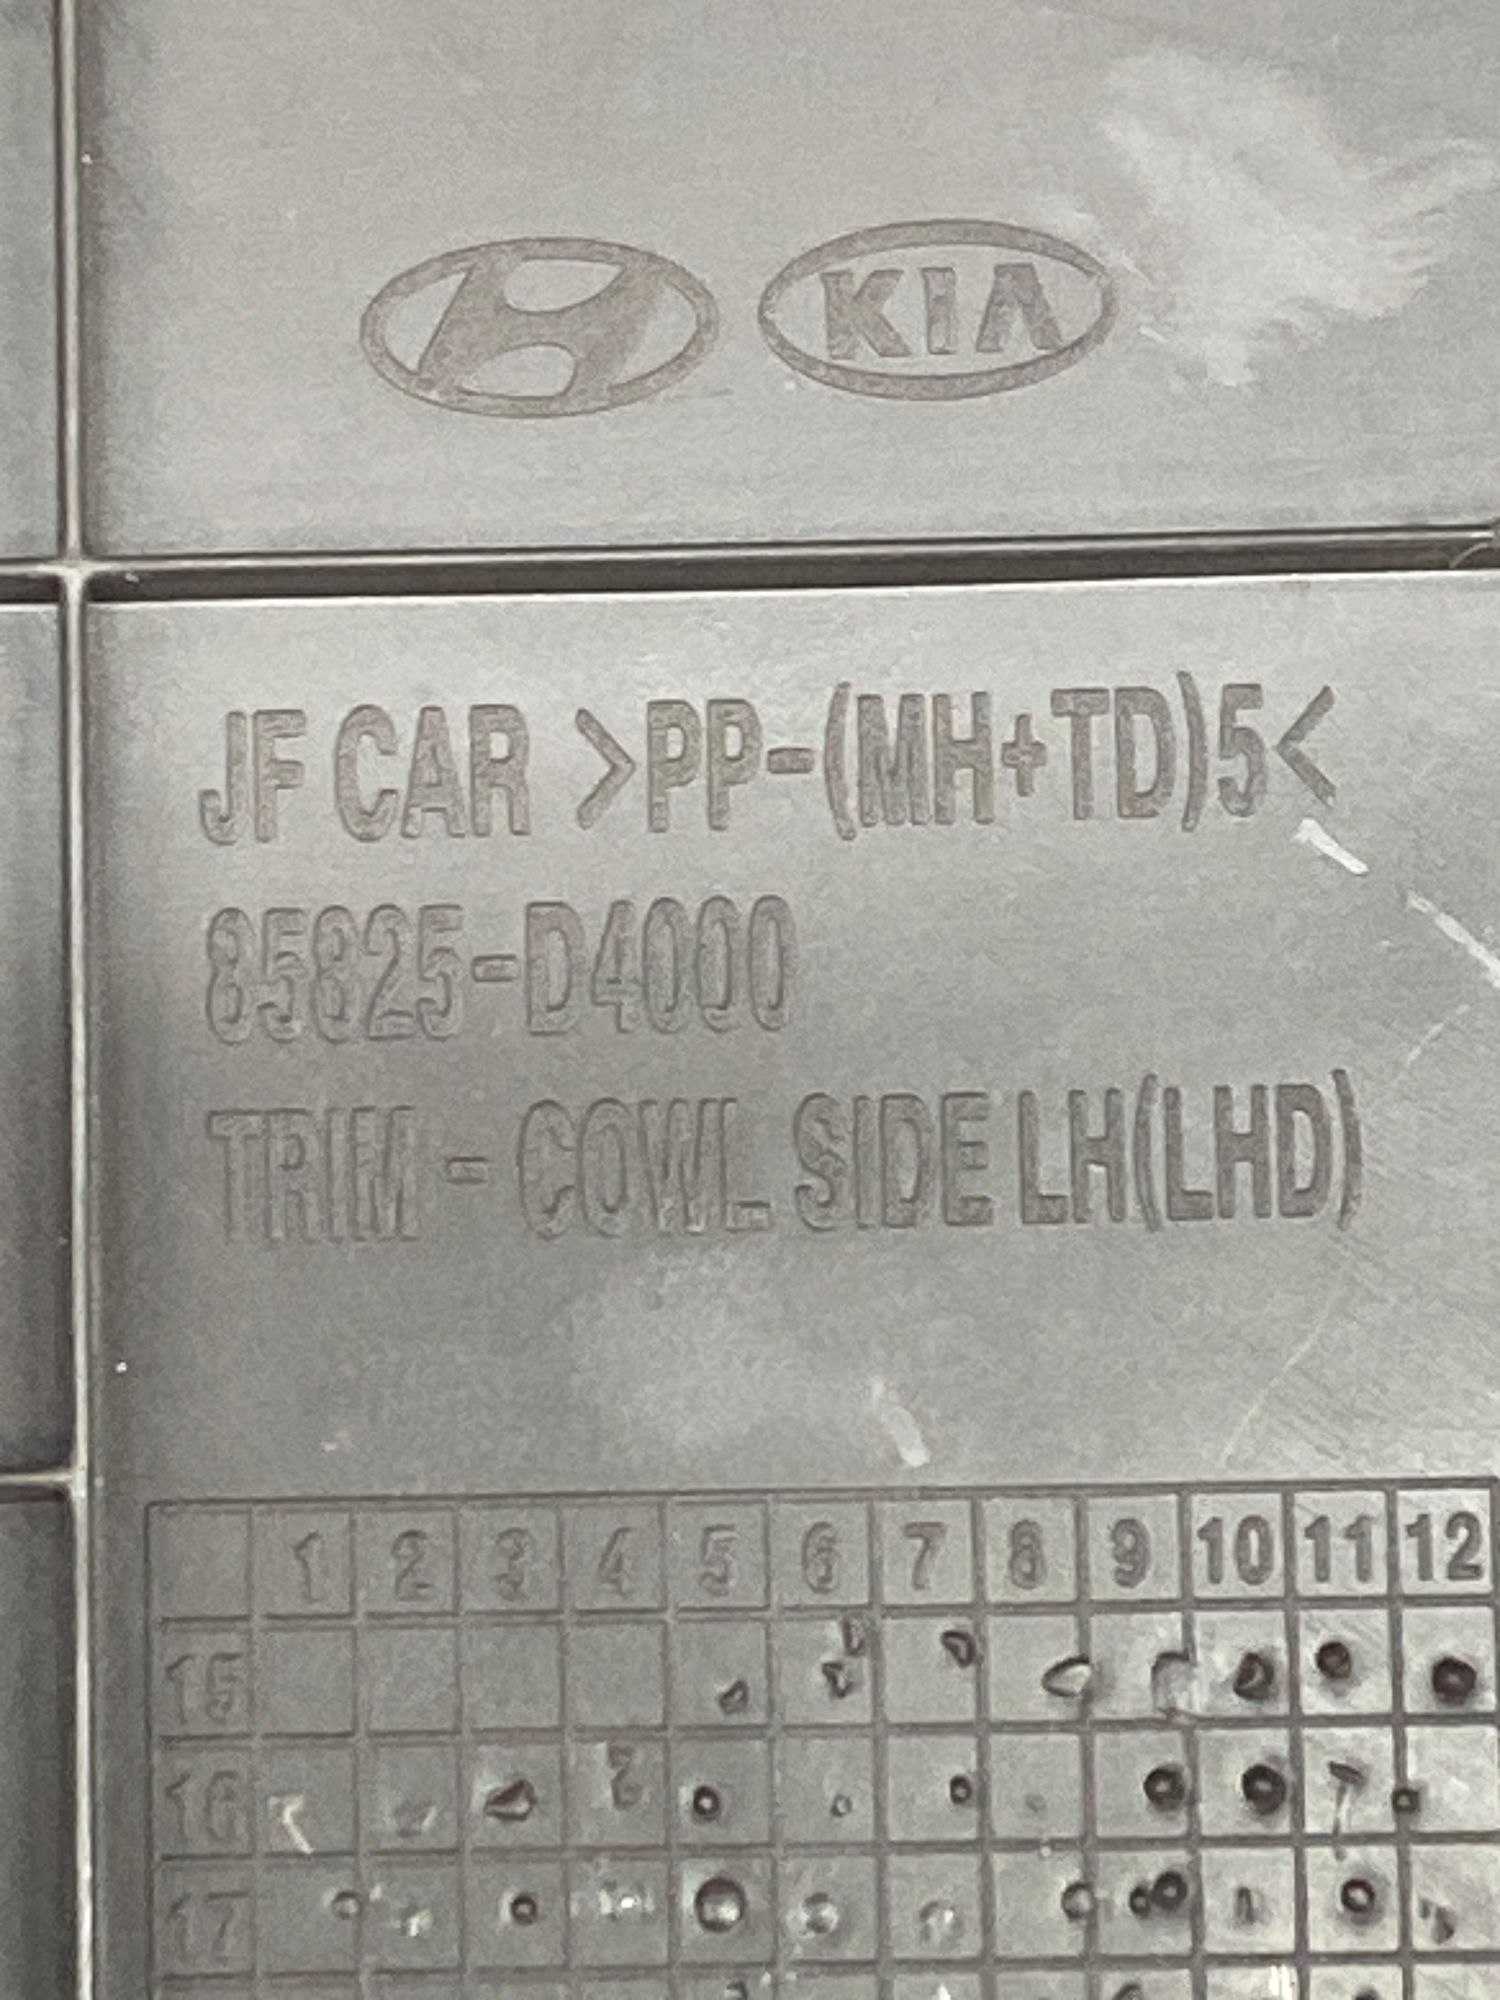 KIA
JF CAR >PP-(MH+TD)5<
85825-D4000
TRIM - COWL SIDE LH(LHD)
1 2 3 4 5 6 7 8 9 10 11 12
15
16
17